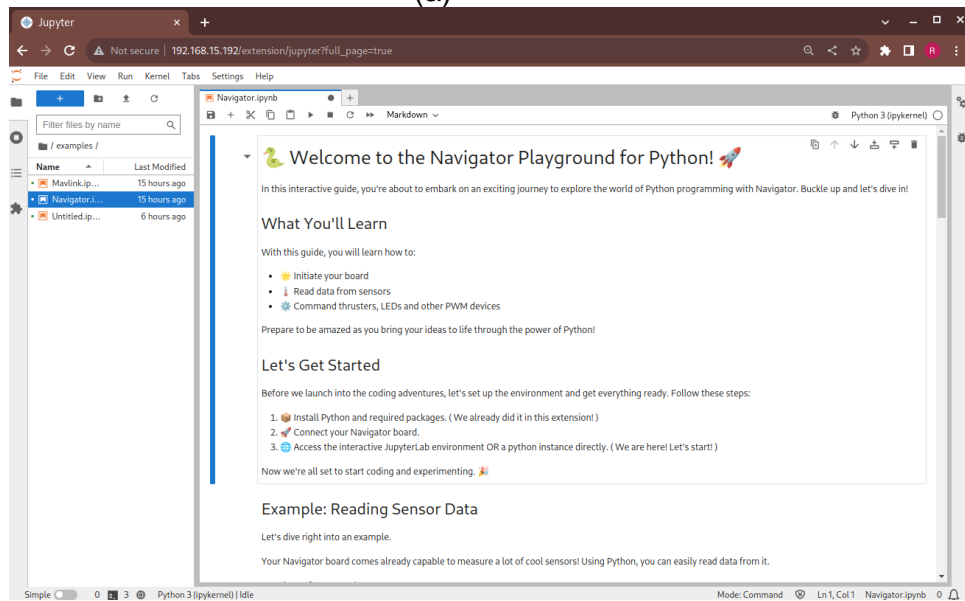 (a)
Jupyter
Not secure | 192.168.15.192/extension/jupyter?full_page=true
R
File Edit View Run Kernel Tabs Settings Help
Navigator.ipynb
Markdown
Python 3 (ipykernel)
Filter files by name
/ examples /
Name Last Modified
Mavlink.ip... 15 hours ago
Navigator.i... 15 hours ago
Untitled.ip... 6 hours ago
🐍 Welcome to the Navigator Playground for Python! 🚀
In this interactive guide, you're about to embark on an exciting journey to explore the world of Python programming with Navigator. Buckle up and let's dive in!
What You'll Learn
With this guide, you will learn how to:
• 🌟 Initiate your board
• 🌡️ Read data from sensors
• ⚙️ Command thrusters, LEDs and other PWM devices
Prepare to be amazed as you bring your ideas to life through the power of Python!
Let's Get Started
Before we launch into the coding adventures, let's set up the environment and get everything ready. Follow these steps:
1. 📦 Install Python and required packages. ( We already did it in this extension! )
2. 🚀 Connect your Navigator board.
3. 🌐 Access the interactive JupyterLab environment OR a python instance directly. ( We are here! Let's start! )
Now we're all set to start coding and experimenting. 🎉
Example: Reading Sensor Data
Let's dive right into an example.
Your Navigator board comes already capable to measure a lot of cool sensors! Using Python, you can easily read data from it.
Simple 0 3 Python 3 (ipykernel) | Idle Mode: Command Ln 1, Col 1 Navigator.ipynb 0